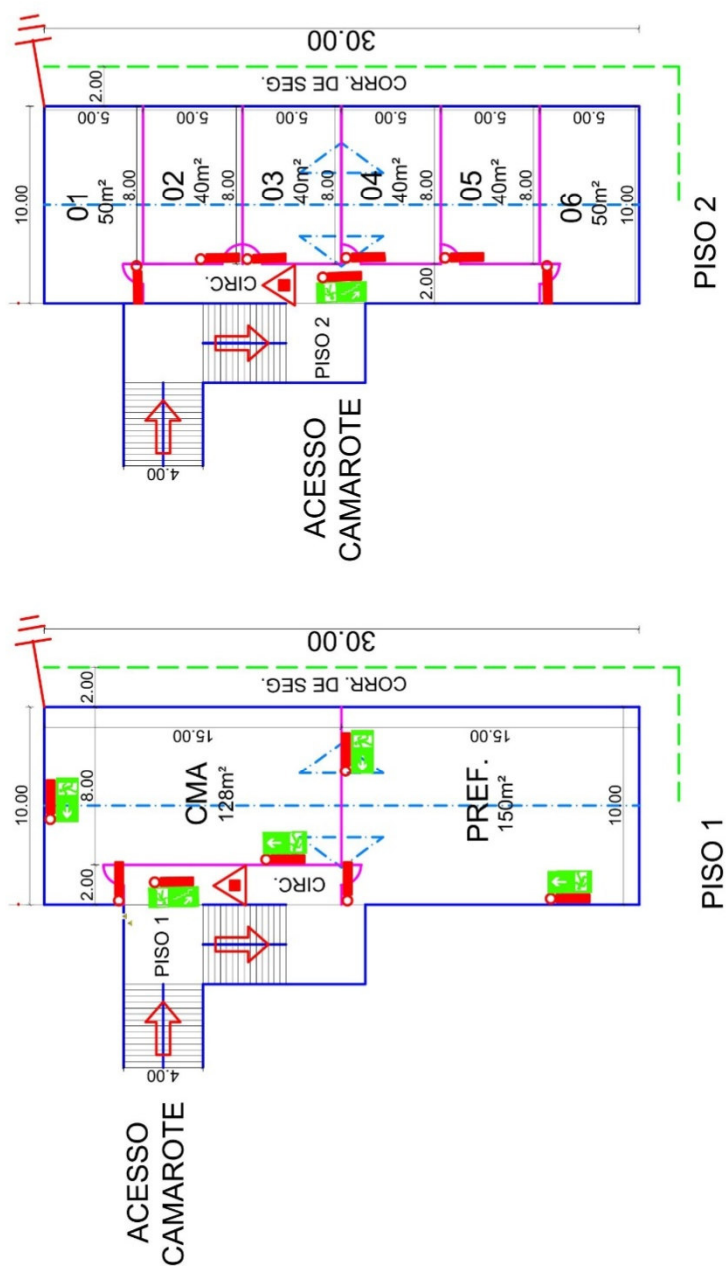 30.00
CORR. DE SEG.
2.00
10.00
5.00
5.00
5.00
5.00
5.00
5.00
01
50m²
8.00
02
40m²
8.00
03
40m²
8.00
04
40m²
8.00
05
40m²
8.00
06
50m²
10.00
CIRC.
2.00
PISO 2
4.00
ACESSO
CAMAROTE
PISO 2
30.00
CORR. DE SEG.
2.00
10.00
15.00
15.00
8.00
CMA
128m²
PREF.
150m²
10.00
2.00
CIRC.
PISO 1
4.00
ACESSO
CAMAROTE
PISO 1